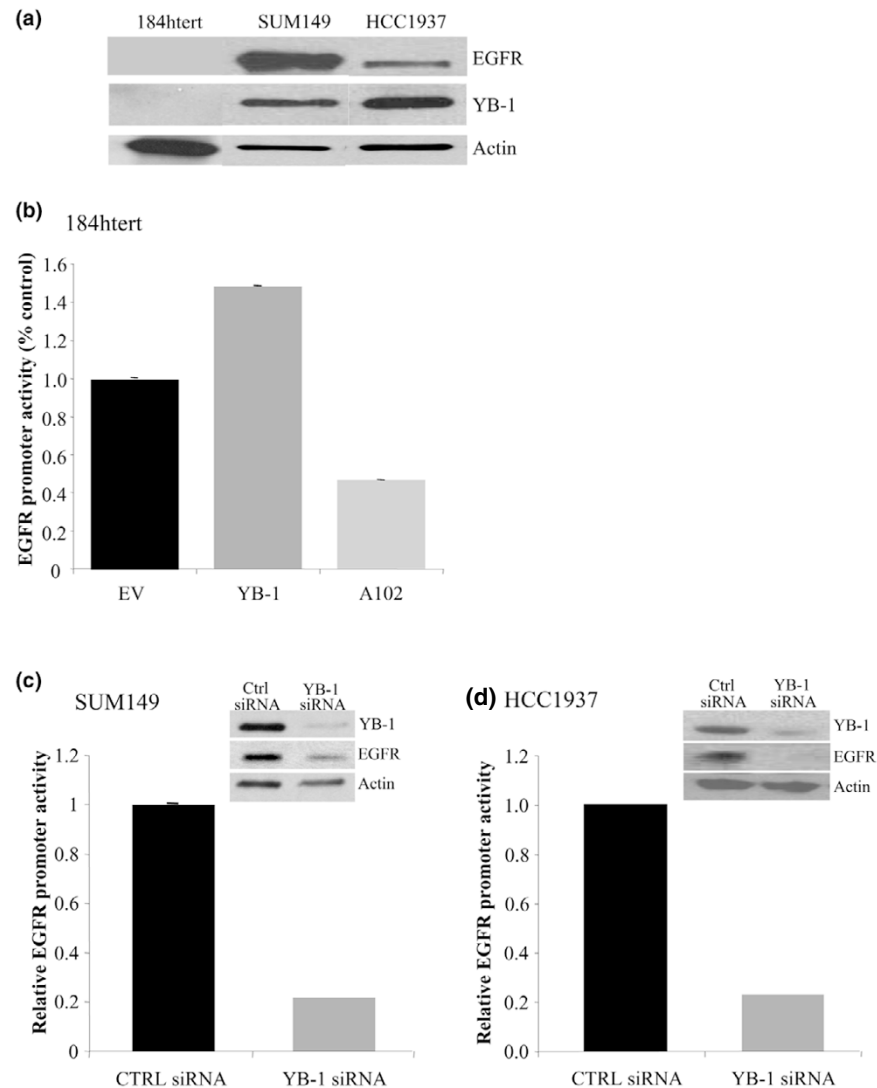 (a)
184htert SUM149 HCC1937
EGFR
YB-1
Actin
(b)
184htert
EGFR promoter activity (% control)
1.6
1.4
1.2
1.0
0.8
0.6
0.4
0.2
0
EV YB-1 A102
(c)
SUM149
Ctrl siRNA YB-1 siRNA
YB-1
EGFR
Actin
Relative EGFR promoter activity
1.2
1
0.8
0.6
0.4
0.2
0
CTRL siRNA YB-1 siRNA
(d) HCC1937
Ctrl siRNA YB-1 siRNA
YB-1
EGFR
Actin
Relative EGFR promoter activity
1.2
1.0
0.8
0.6
0.4
0.2
0.0
CTRL siRNA YB-1 siRNA